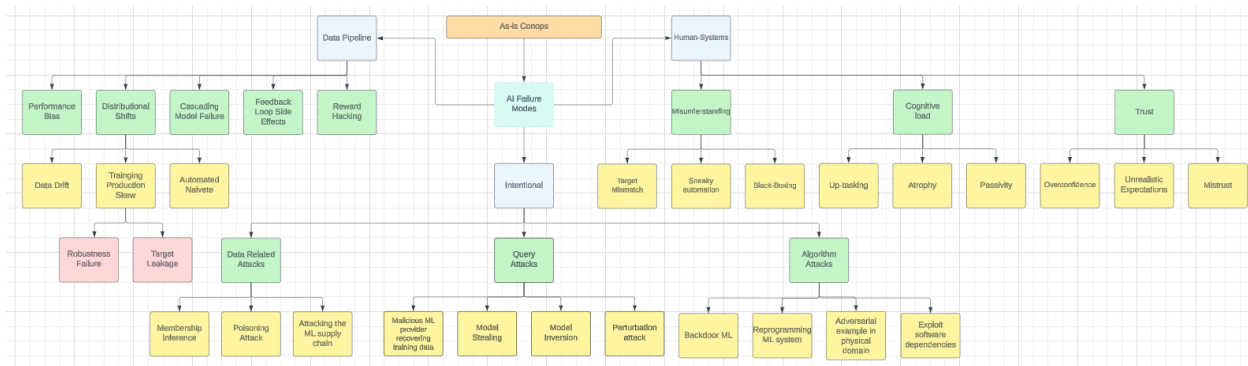 As-is Conops
Data Pipeline
Human-Systems
AI Failure
Modes
Performance
Bias
Distributional
Shifts
Cascading
Model Failure
Feedback
Loop Side
Effects
Reward
Hacking
Misunderstanding
Cognitive
load
Trust
Data Drift
Trainging
Production
Skew
Automated
Naivete
Intentional
Target
Mismatch
Sneaky
automation
Black-Boxing
Up-tasking
Atrophy
Passivity
Overconfidence
Unrealistic
Expectations
Mistrust
Robustness
Failure
Target
Leakage
Data Related
Attacks
Query
Attacks
Algorithm
Attacks
Membership
Inference
Poisoning
Attack
Attacking the
ML supply
chain
Malicious ML
provider
recovering
training data
Model
Stealing
Model
Inversion
Perturbation
attack
Backdoor ML
Reprogramming
ML system
Adversarial
example in
physical
domain
Exploit
software
dependencies